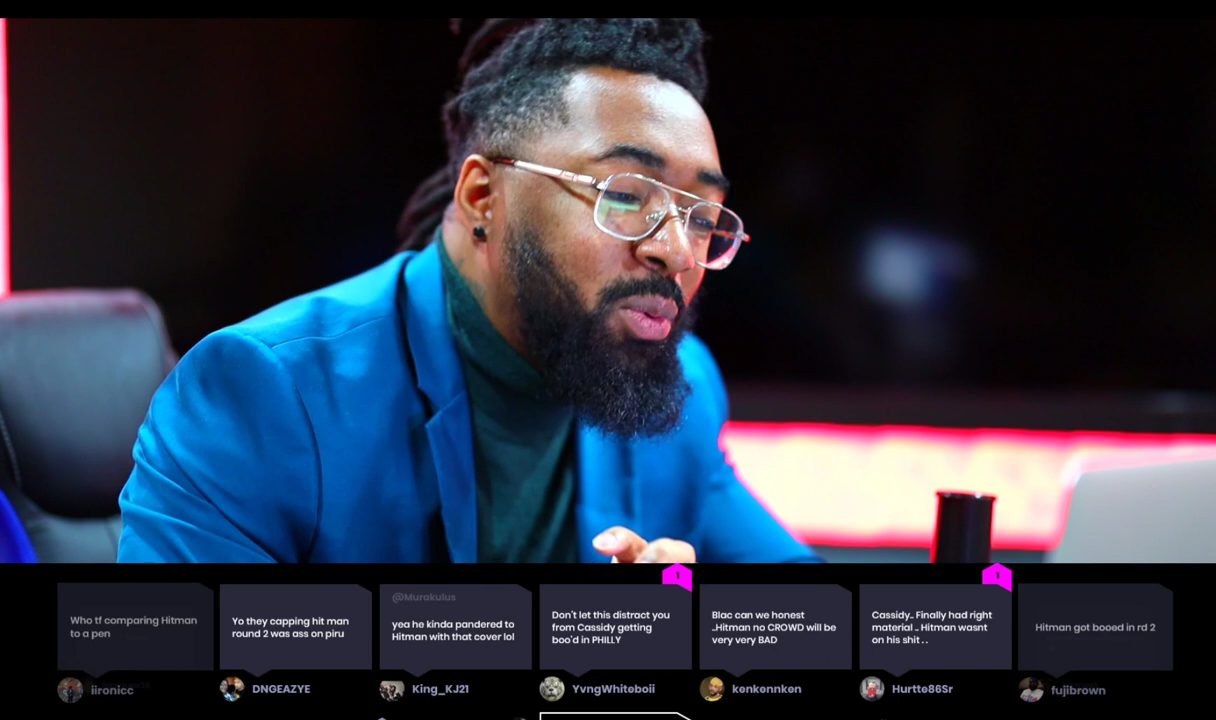 Who tf comparing Hitman
to a pen
iironicc
Yo they capping hit man
round 2 was ass on piru
DNGEAZYE
@Murakulus
yea he kinda pandered to
Hitman with that cover lol
King_KJ21
1
Don't let this distract you
from Cassidy getting
boo'd in PHILLY
YvngWhiteboii
Blac can we honest
..Hitman no CROWD will be
very very BAD
kenkennken
1
Cassidy.. Finally had right
material .. Hitman wasnt
on his shit . .
Hurtte86Sr
Hitman got booed in rd 2
fujibrown